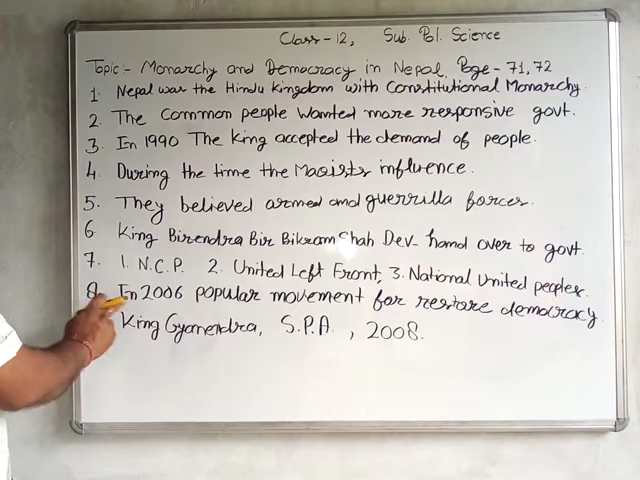 Class-12, Sub. Pol. Science
Topic:- Monarchy and Democracy in Nepal, Page - 71,72
1. Nepal was the Hindu Kingdom with Constitutional Monarchy.
2. The Common people wanted more responsive govt.
3. In 1990 The King accepted the demand of people.
4. During the time the Maoists influence.
5. They believed armed and guerrilla forces.
6. King Birendra Bir Bikram Shah Dev- hand over to govt.
7. 1. N.C.P. 2. United Left Front, 3. National United peoples.
8. In 2006 popular movement for restore democracy.
King Gyanendra, S.P.A., 2008.